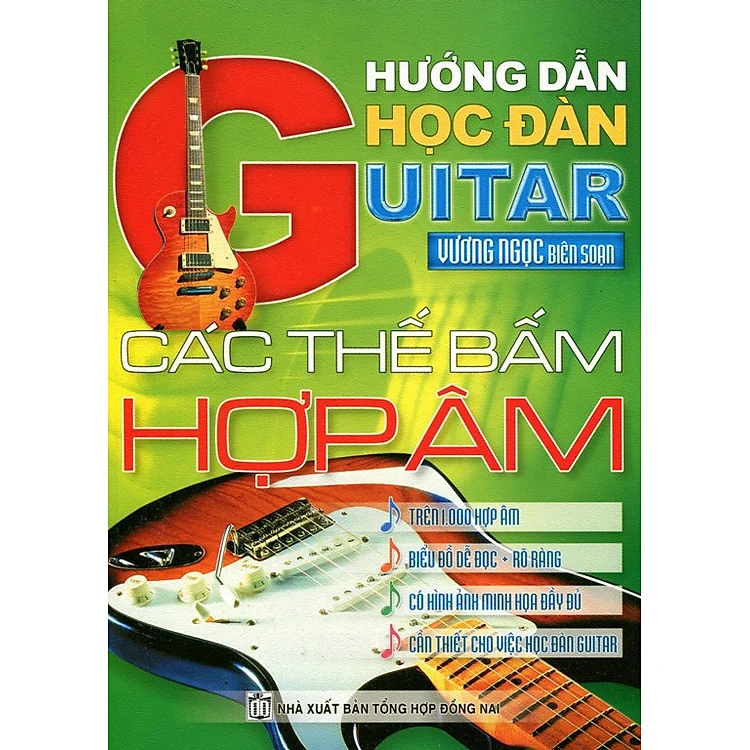 HƯỚNG DẪN
HỌC ĐÀN
GUITAR
VƯƠNG NGỌC BIÊN SOẠN
CÁC THẾ BẤM
HỢP ÂM
TRÊN 1.000 HỢP ÂM
BIỂU ĐỒ DỄ ĐỌC - RÕ RÀNG
CÓ HÌNH ẢNH MINH HỌA ĐẦY ĐỦ
CẦN THIẾT CHO VIỆC HỌC ĐÀN GUITAR
NHÀ XUẤT BẢN TỔNG HỢP ĐỒNG NAI